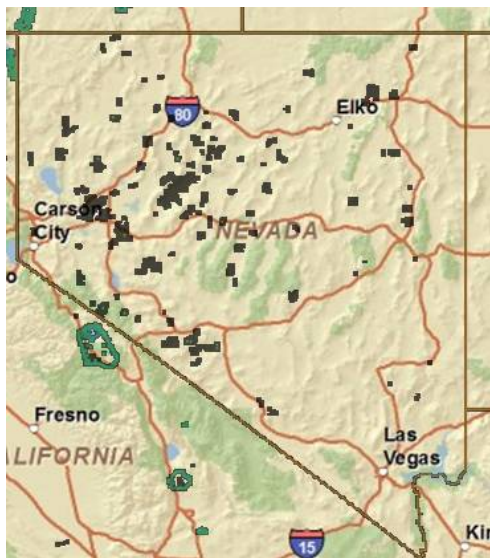 80
Elko
Carson
City
NEVADA
o
Fresno
ALIFORNIA
Las
Vegas
15
Kin